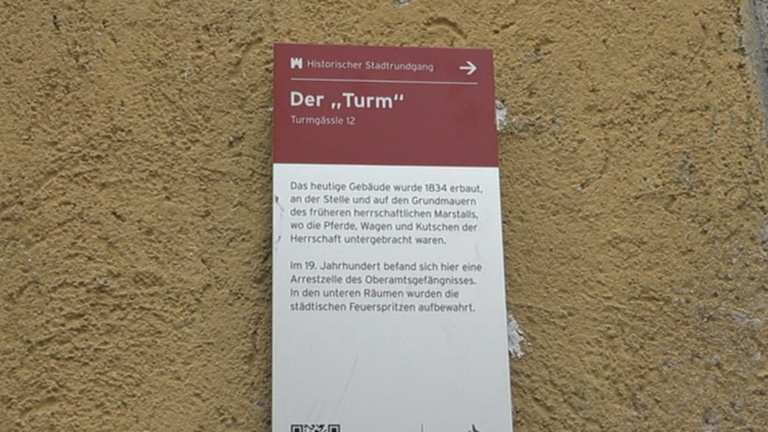 Historischer Stadtrundgang
Der „Turm“
Turmgässle 12
Das heutige Gebäude wurde 1834 erbaut,
an der Stelle und auf den Grundmauern
des früheren herrschaftlichen Marstalls,
wo die Pferde, Wagen und Kutschen der
Herrschaft untergebracht waren.
Im 19. Jahrhundert befand sich hier eine
Arrestzelle des Oberamtsgefängnisses.
In den unteren Räumen wurden die
städtischen Feuerspritzen aufbewahrt.